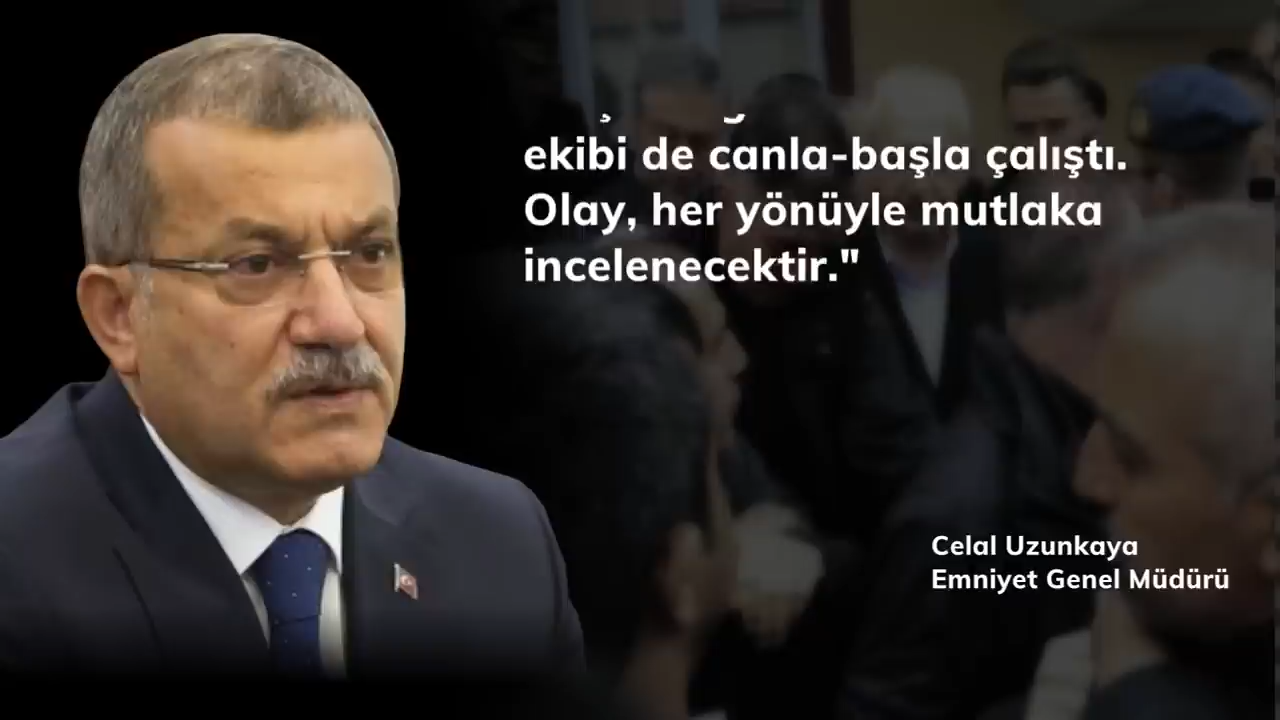 ekibi de canla-başla çalıştı.
Olay, her yönüyle mutlaka
incelenecektir."
Celal Uzunkaya
Emniyet Genel Müdürü